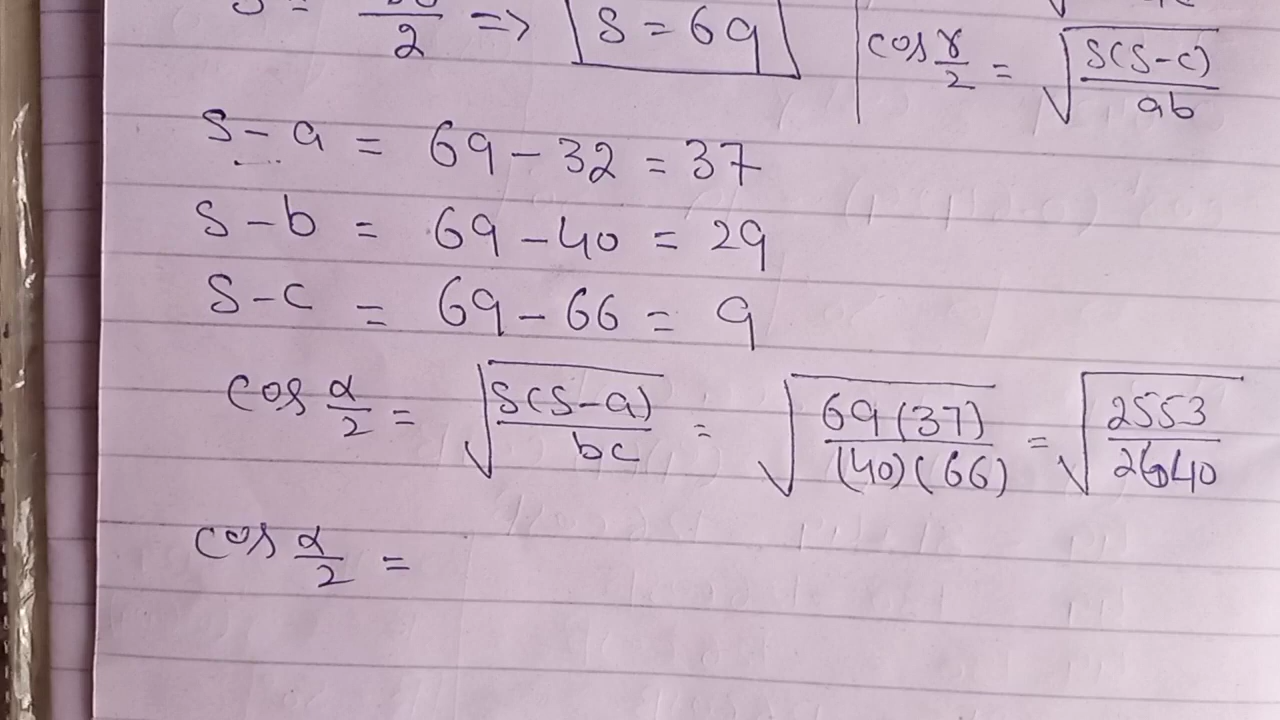 2 => S = 69
cos γ/2 = √(S(S-c)/ab)
S - a = 69 - 32 = 37
S - b = 69 - 40 = 29
S - c = 69 - 66 = 9
cos α/2 = √(S(S-a)/bc) = √(69(37)/(40)(66)) = √(2553/2640)
cos α/2 =